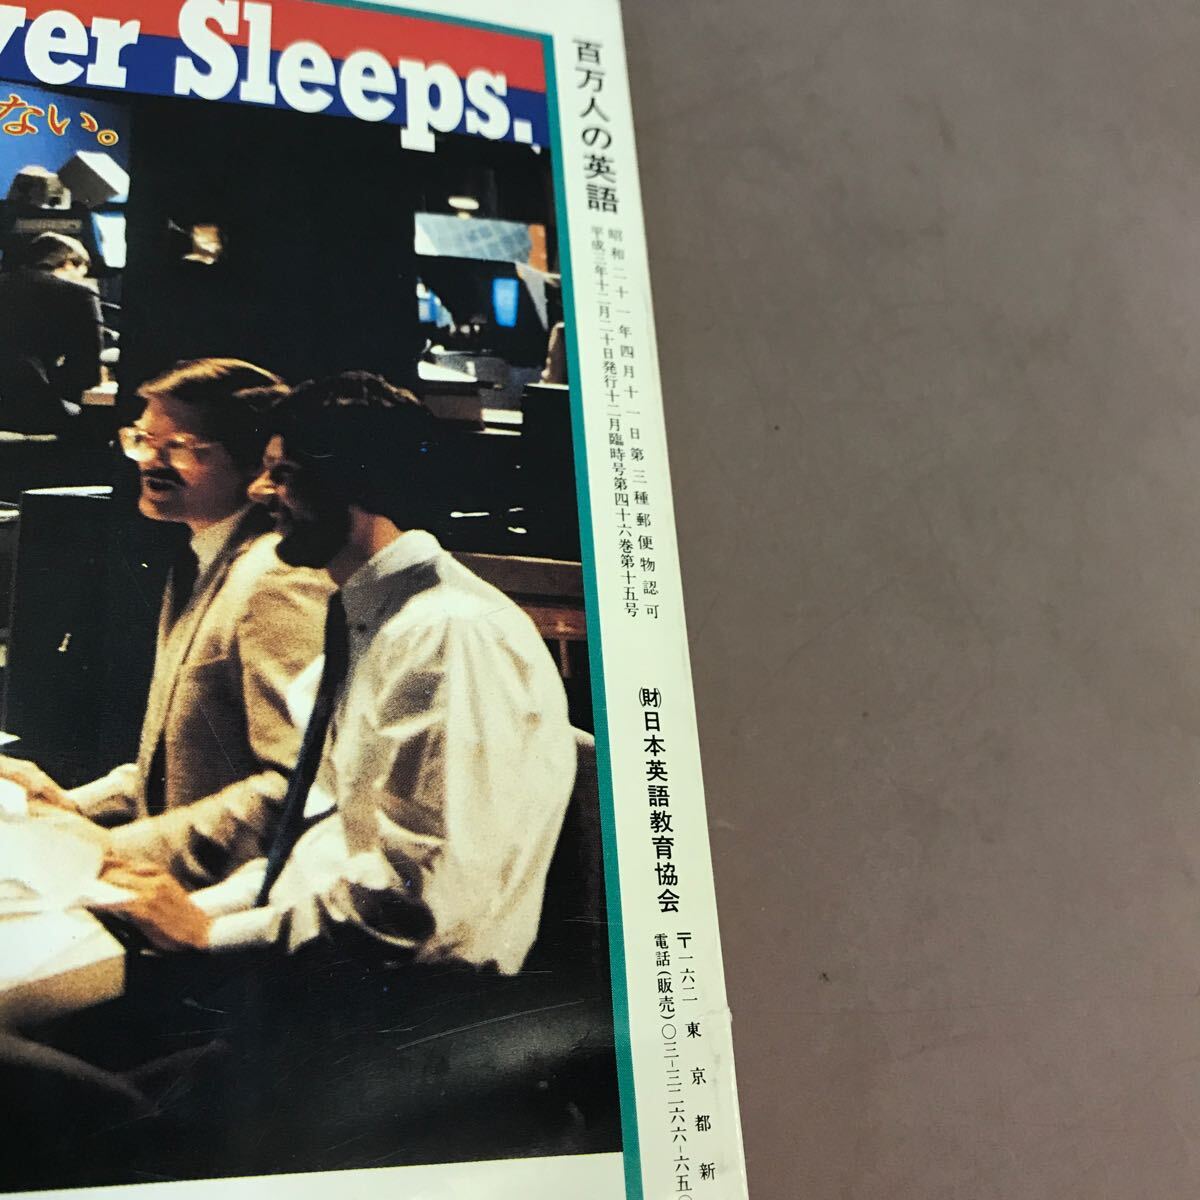 ver Sleeps.
ない。
百万人の英語
昭和二十一年四月十一日第三種郵便物認可
平成三年十二月二十日発行十二月臨時号第四十六巻第十五号
㈶日本英語教育協会
〒一六二 東京都新
電話(販売)〇三-三二六六-六五〇